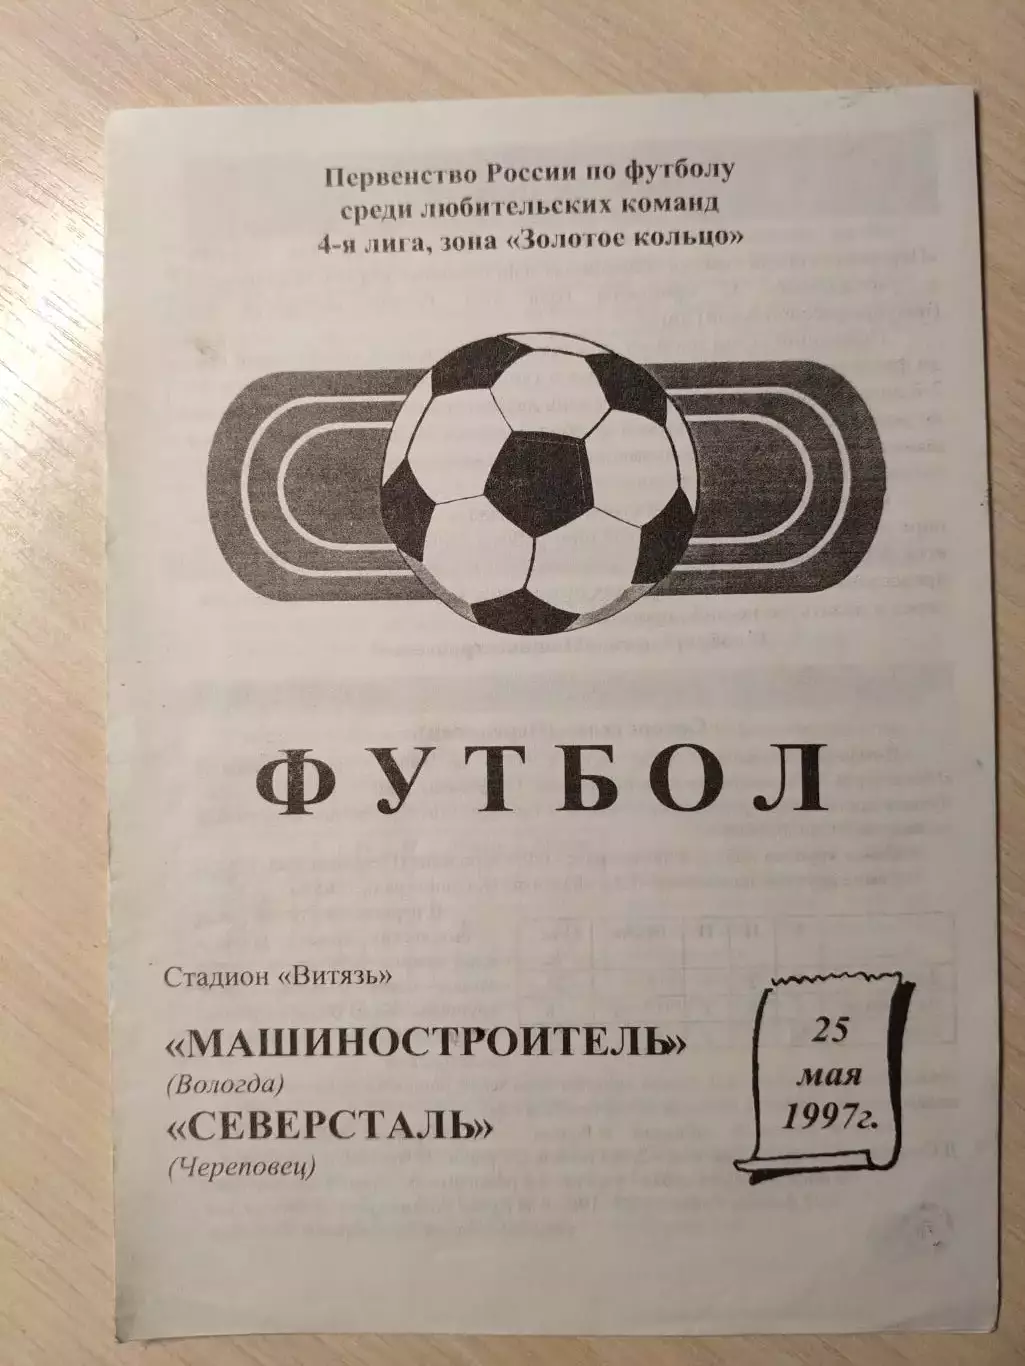 Первенство России по футболу
среди любительских команд
4-я лига, зона «Золотое кольцо»
ФУТБОЛ
Стадион «Витязь»
«МАШИНОСТРОИТЕЛЬ»
(Вологда)
«СЕВЕРСТАЛЬ»
(Череповец)
25
мая
1997г.